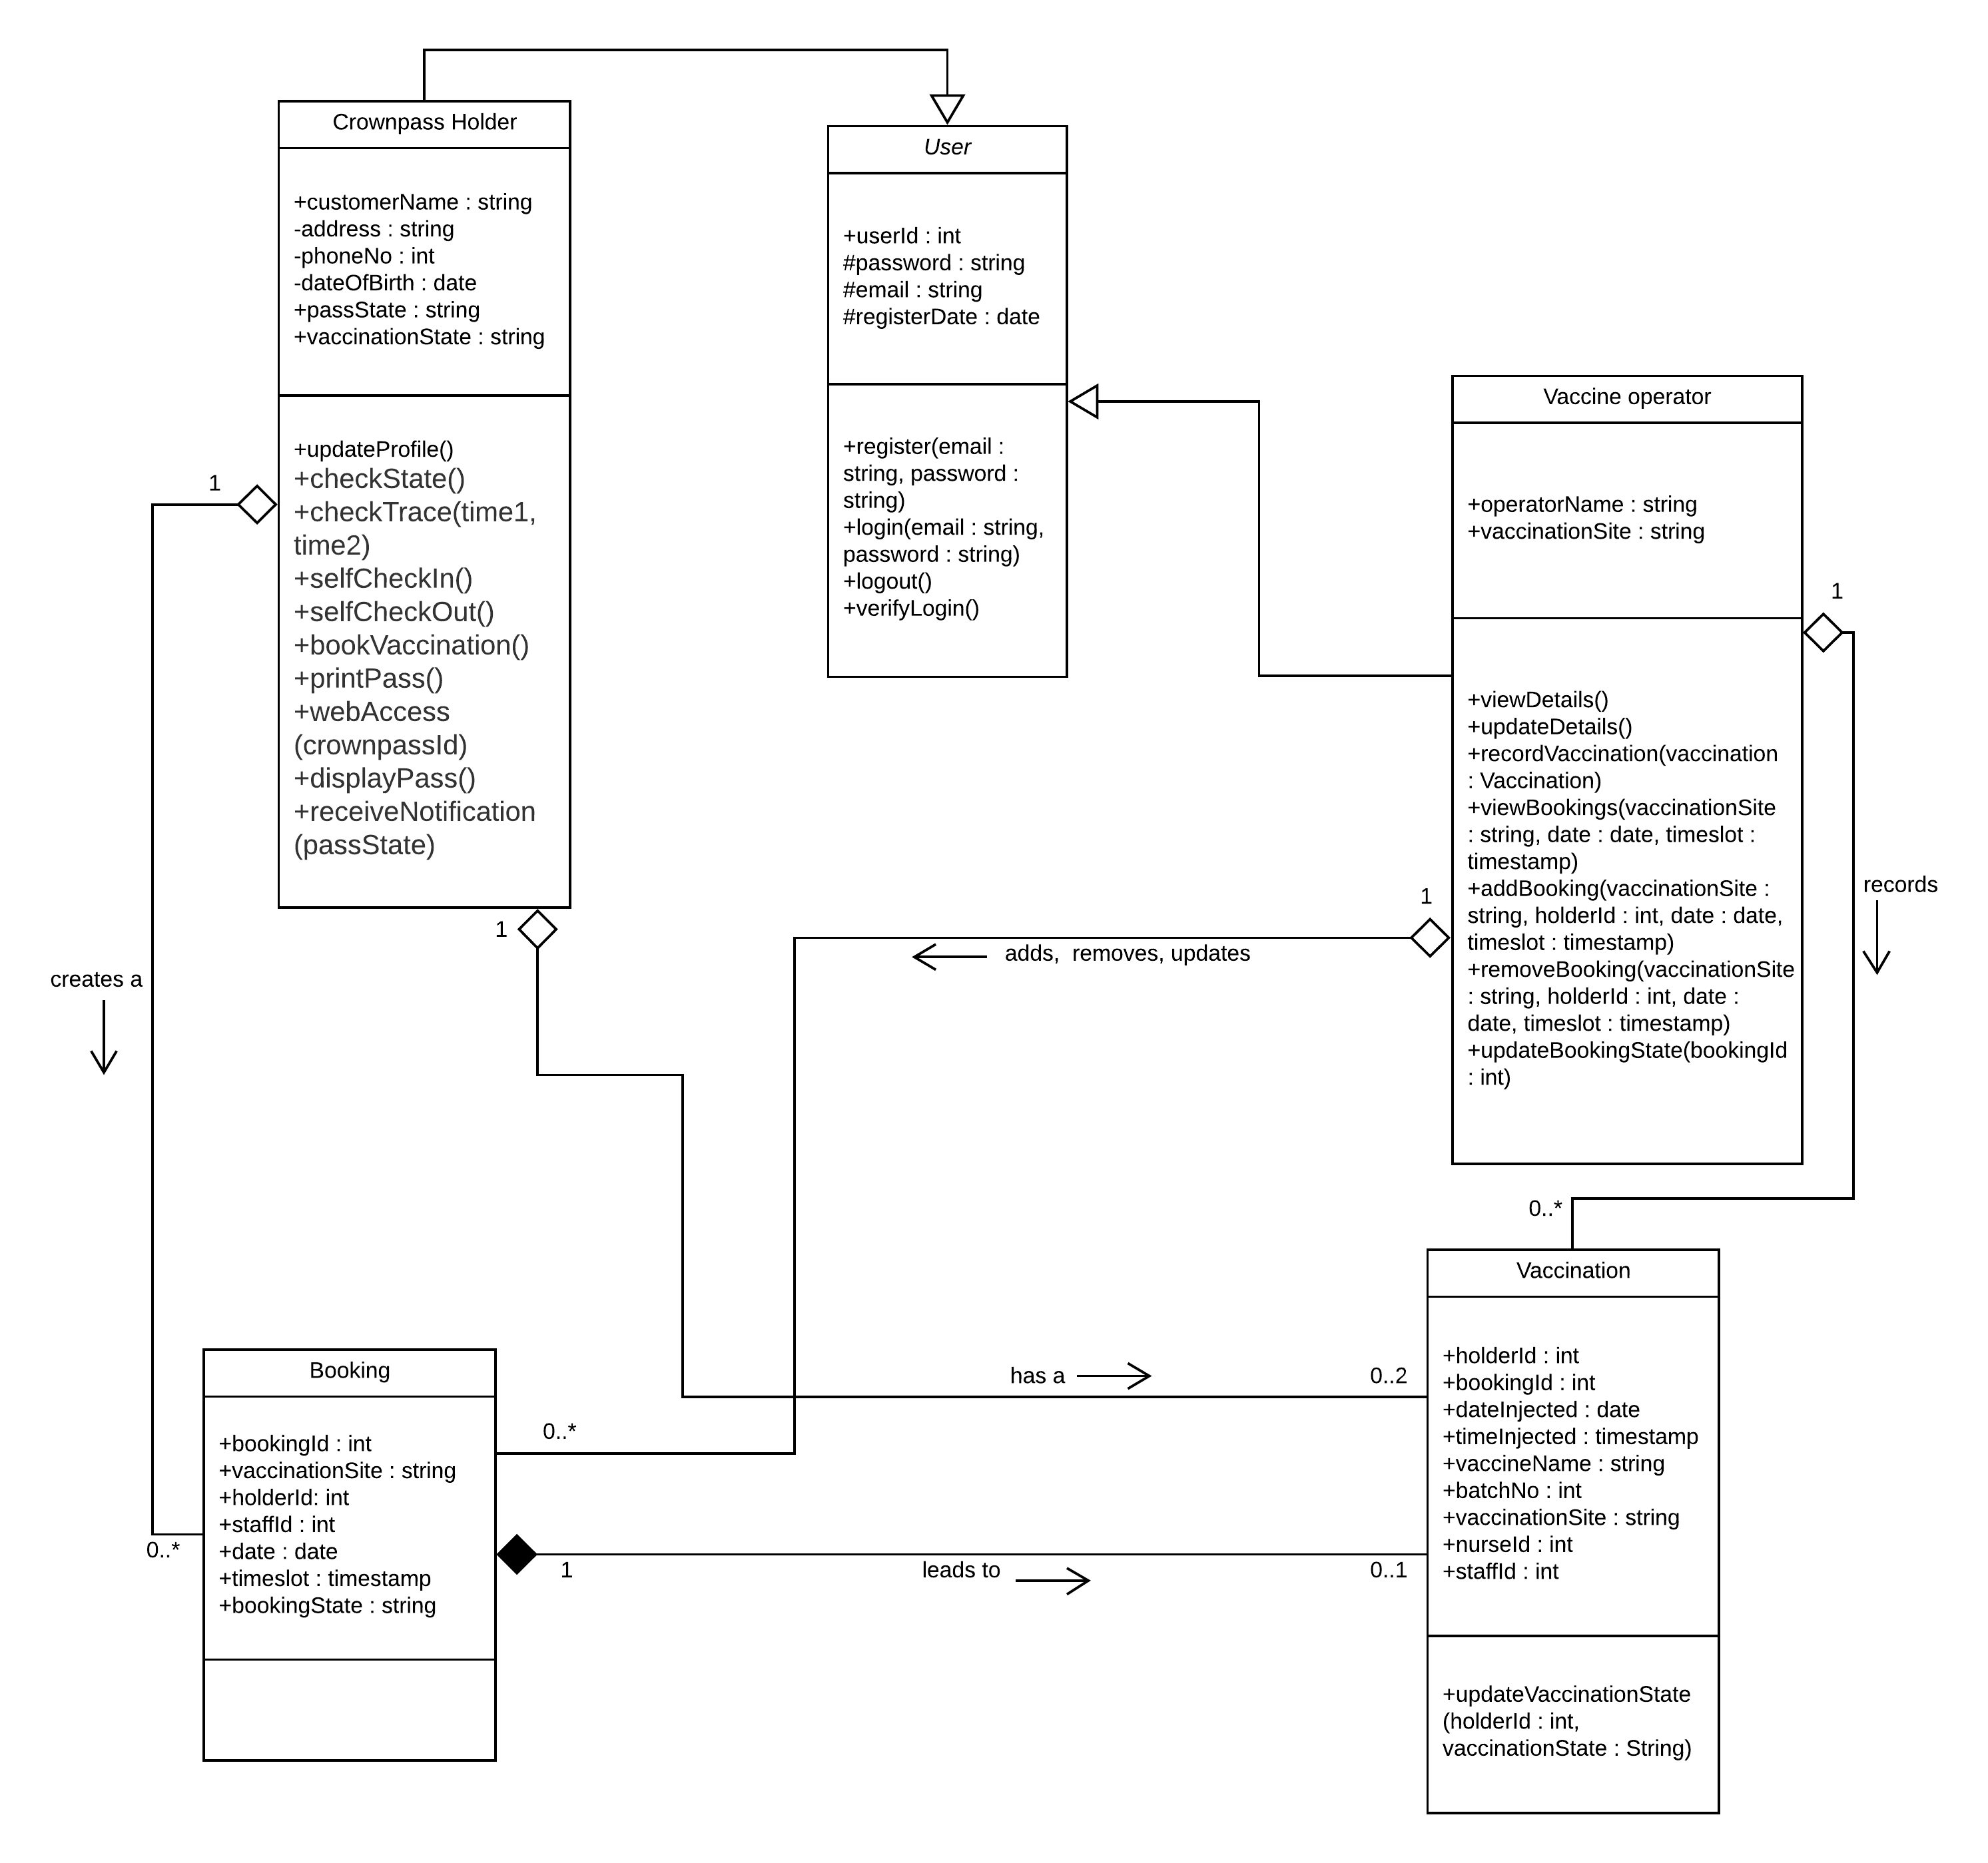 Crownpass Holder
+customerName : string
-address : string
-phoneNo : int
-dateOfBirth : date
+passState : string
+vaccinationState : string
+updateProfile()
+checkState()
+checkTrace(time1,
time2)
+selfCheckIn()
+selfCheckOut()
+bookVaccination()
+printPass()
+webAccess
(crownpassId)
+displayPass()
+receiveNotification
(passState)
User
+userId : int
#password : string
#email : string
#registerDate : date
+register(email :
string, password :
string)
+login(email : string,
password : string)
+logout()
+verifyLogin()
Vaccine operator
+operatorName : string
+vaccinationSite : string
+viewDetails()
+updateDetails()
+recordVaccination(vaccination
: Vaccination)
+viewBookings(vaccinationSite
: string, date : date, timeslot :
timestamp)
+addBooking(vaccinationSite :
string, holderId : int, date : date,
timeslot : timestamp)
+removeBooking(vaccinationSite
: string, holderId : int, date :
date, timeslot : timestamp)
+updateBookingState(bookingId
: int)
1
1
creates a
0..*
1
records
0..*
1
adds,  removes, updates
0..*
has a
0..2
1
leads to
0..1
Booking
+bookingId : int
+vaccinationSite : string
+holderId: int
+staffId : int
+date : date
+timeslot : timestamp
+bookingState : string
Vaccination
+holderId : int
+bookingId : int
+dateInjected : date
+timeInjected : timestamp
+vaccineName : string
+batchNo : int
+vaccinationSite : string
+nurseId : int
+staffId : int
+updateVaccinationState
(holderId : int,
vaccinationState : String)